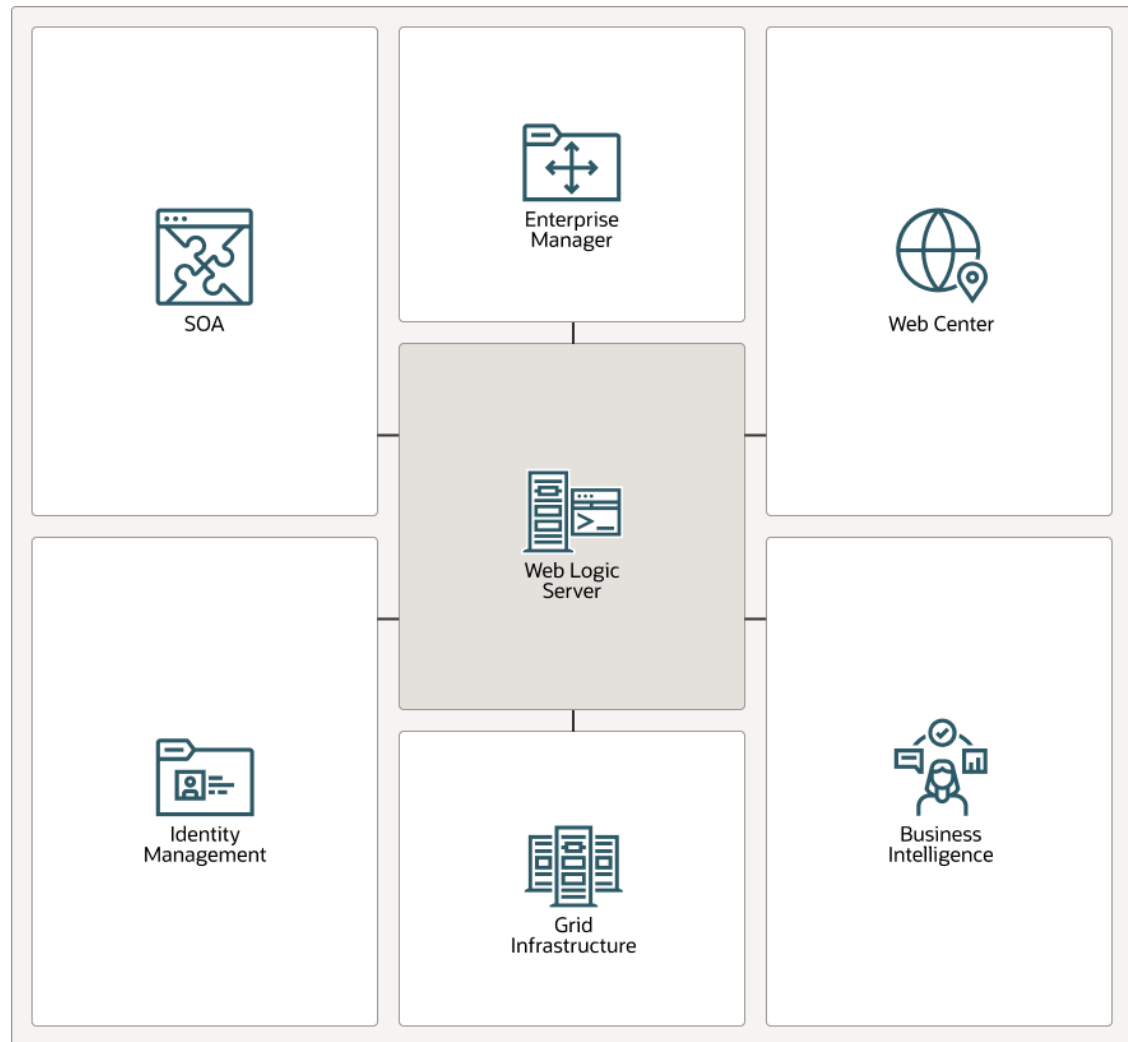 SOA
Enterprise
Manager
Web Center
Web Logic
Server
Identity
Management
Grid
Infrastructure
Business
Intelligence